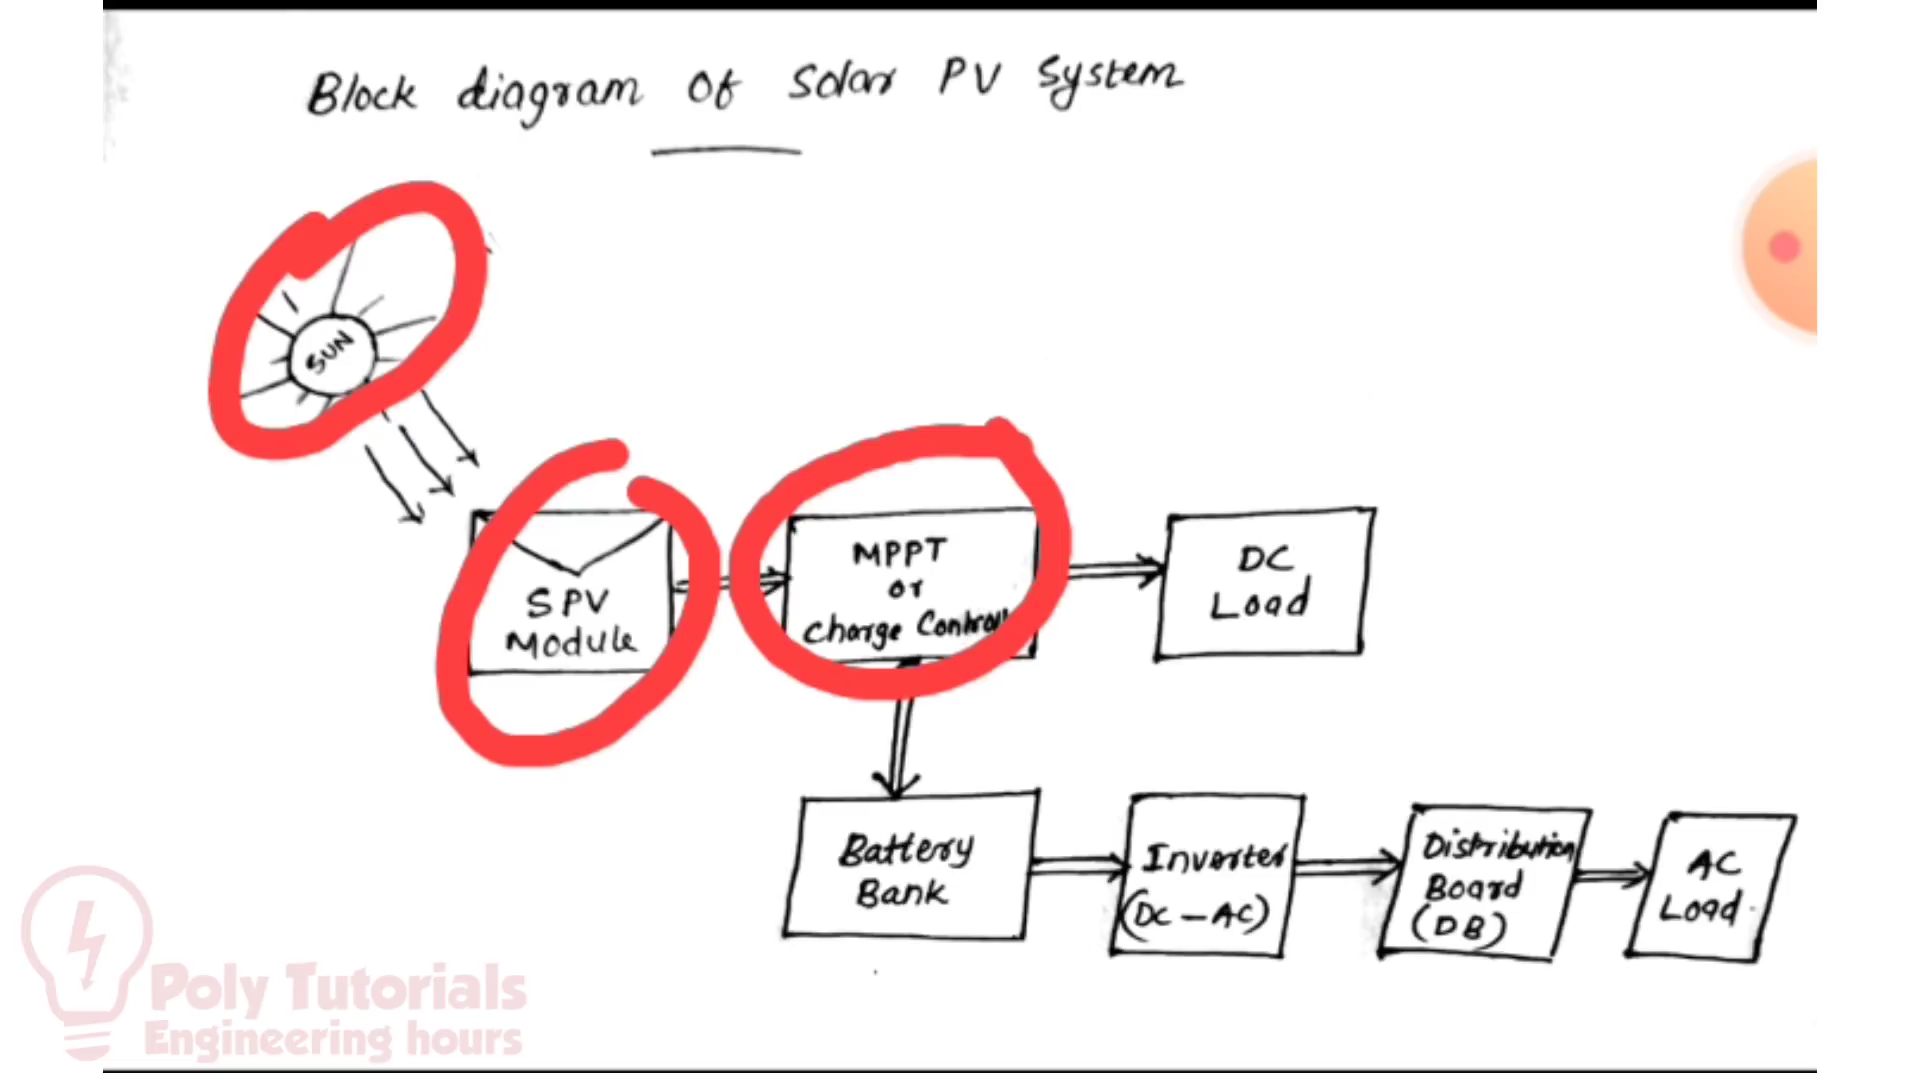 Block diagram of Solar PV System
SUN
SPV
Module
MPPT
or
Charge Control
DC
Load
Battery
Bank
Inverter
(DC - AC)
Distribution
Board
(DB)
AC
Load
Poly Tutorials
Engineering hours